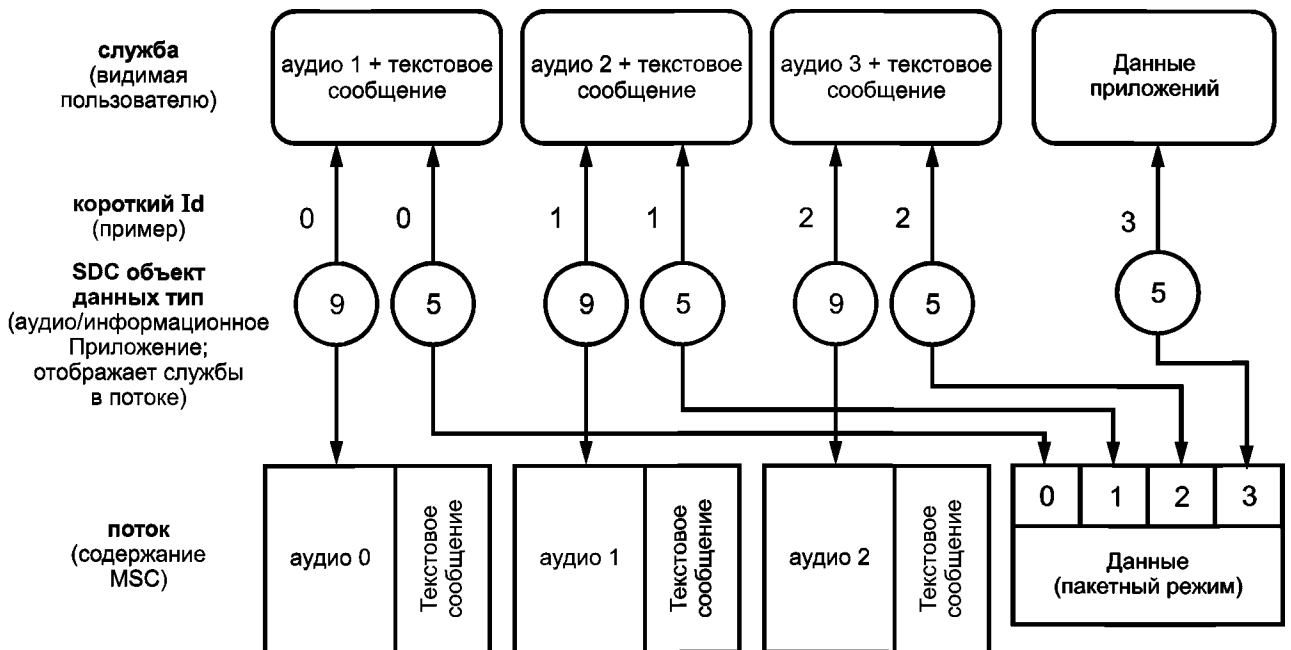 служба
(видимая
пользователю)
аудио 1 + текстовое
сообщение
аудио 2 + текстовое
сообщение
аудио 3 + текстовое
сообщение
Данные
приложений
короткий Id
(пример)
0
0
1
1
2
2
3
SDC объект
данных тип
(аудио/информационное
Приложение;
отображает службы
в потоке)
9
5
9
5
9
5
5
поток
(содержание
MSC)
аудио 0
Текстовое
сообщение
аудио 1
Текстовое
сообщение
аудио 2
Текстовое
сообщение
0
1
2
3
Данные
(пакетный режим)